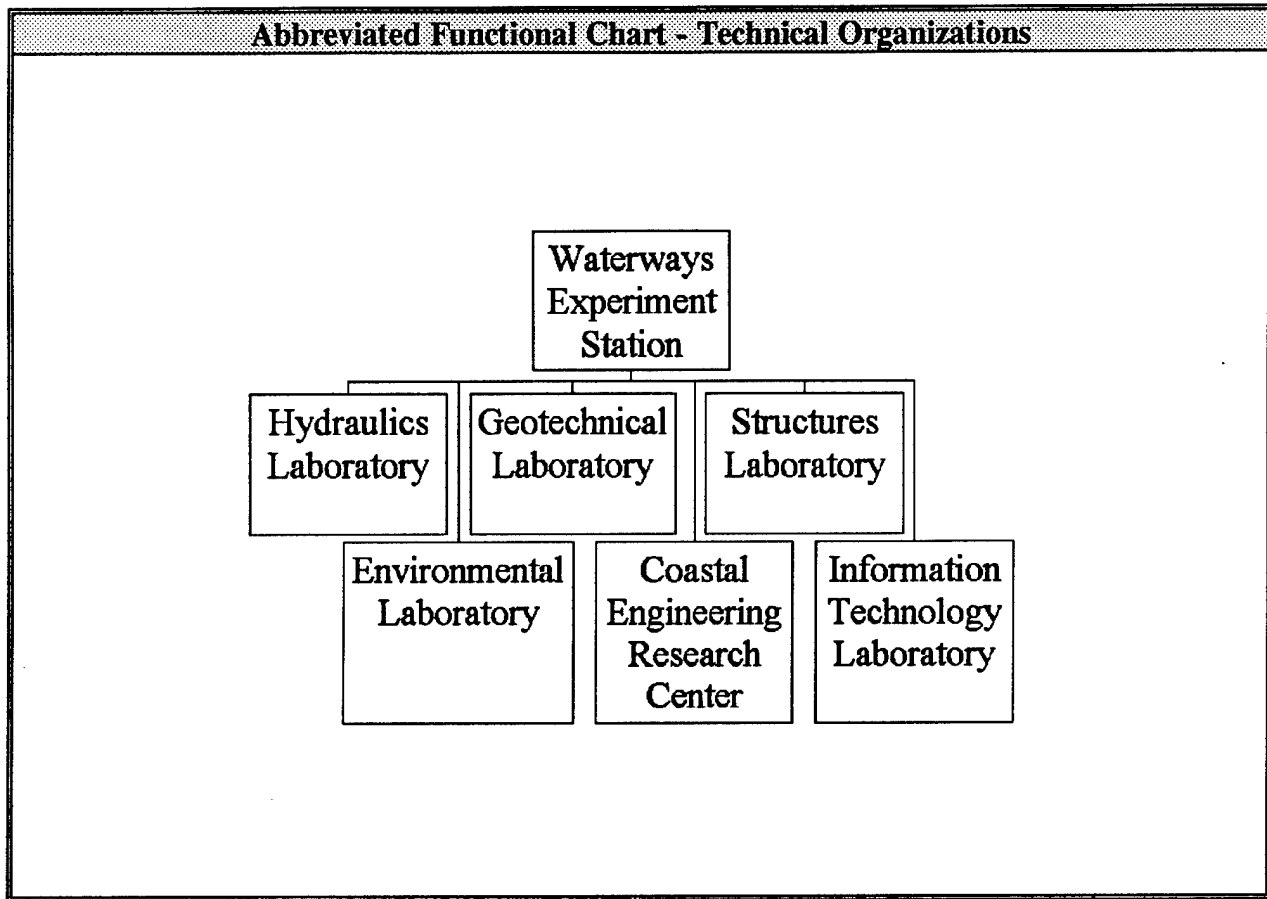 Abbreviated Functional Chart - Technical Organizations
Waterways
Experiment
Station
Hydraulics
Laboratory
Geotechnical
Laboratory
Structures
Laboratory
Environmental
Laboratory
Coastal
Engineering
Research
Center
Information
Technology
Laboratory